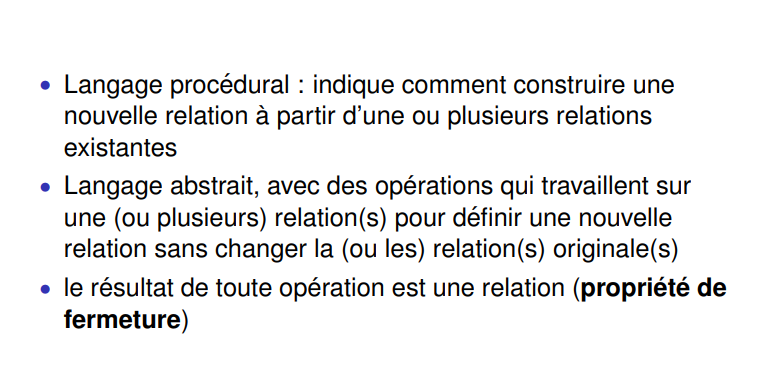 • Langage procédural : indique comment construire une
nouvelle relation à partir d'une ou plusieurs relations
existantes
• Langage abstrait, avec des opérations qui travaillent sur
une (ou plusieurs) relation(s) pour définir une nouvelle
relation sans changer la (ou les) relation(s) originale(s)
• le résultat de toute opération est une relation (propriété de
fermeture)